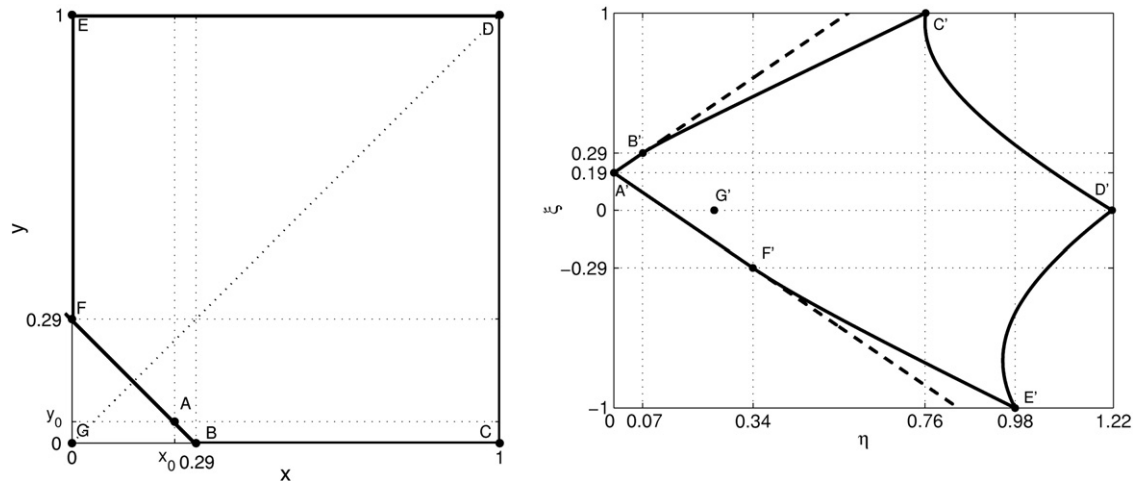 1
E
D
y
F
0.29
A
y0
G
B
C
0
0
x0
0.29
1
x
1
C'
B'
0.29
0.19
A'
G'
D'
ξ
0
F'
−0.29
E'
−1
0
0.07
0.34
0.76
0.98
1.22
η